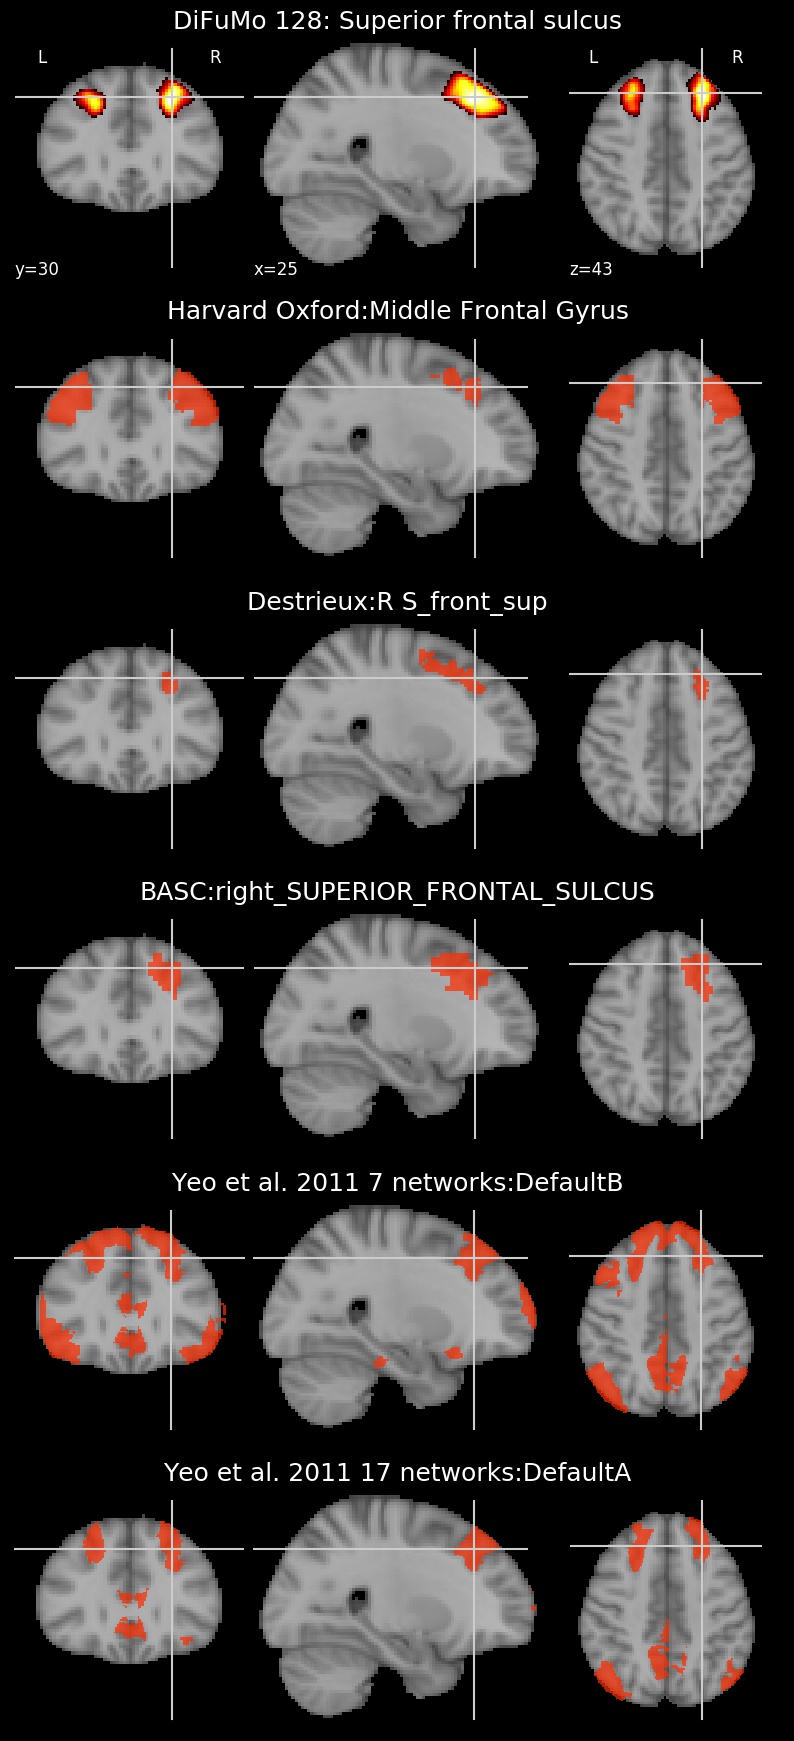 DiFuMo 128: Superior frontal sulcus
L R L R
y=30 x=25 z=43
Harvard Oxford:Middle Frontal Gyrus
Destrieux:R S_front_sup
BASC:right_SUPERIOR_FRONTAL_SULCUS
Yeo et al. 2011 7 networks:DefaultB
Yeo et al. 2011 17 networks:DefaultA